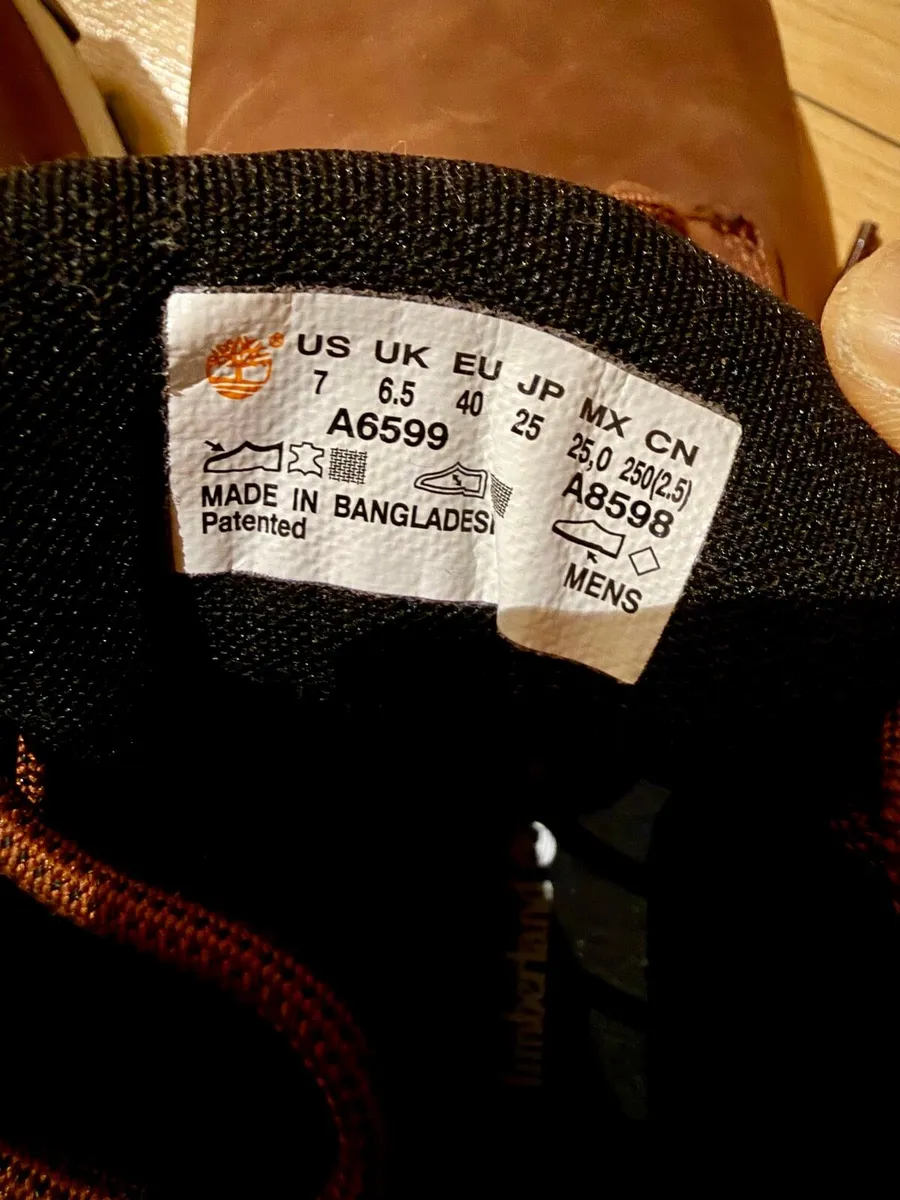 ®
US UK EU JP MX CN
7 6.5 40 25 25,0 250(2.5)
A6599 A8598
MADE IN BANGLADES
Patented
MENS
Timberland